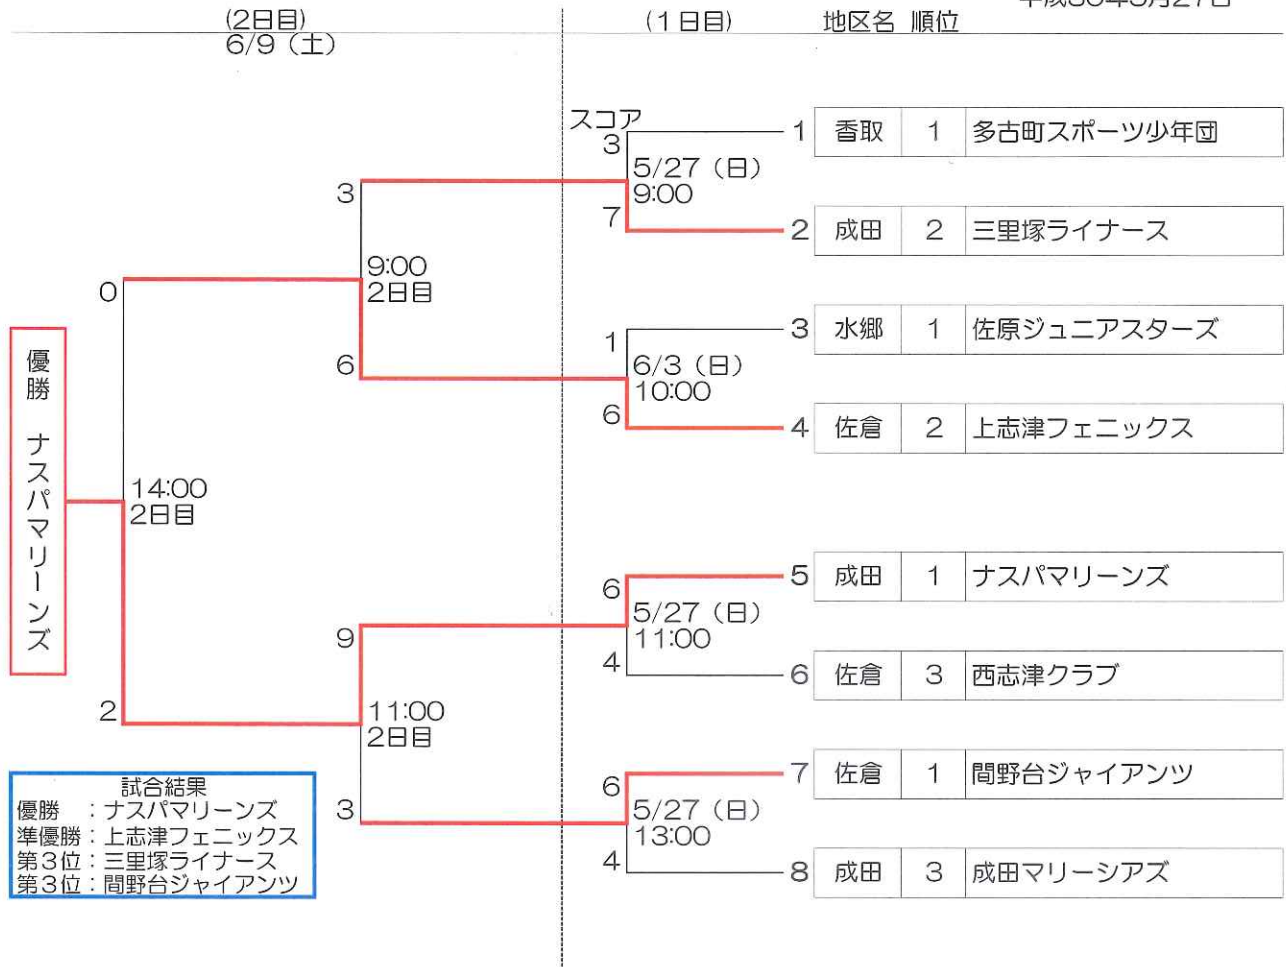 平成30年5月27日
(2日目)
(1日目)
地区名 順位
6/9（土）
スコア
3
1 香取 1 多古町スポーツ少年団
5/27（日）
9:00
3
7
2 成田 2 三里塚ライナース
9:00
2日目
0
1
3 水郷 1 佐原ジュニアスターズ
6/3（日）
10:00
6
6
4 佐倉 2 上志津フェニックス
優勝 ナスパマリーンズ
14:00
2日目
6
5 成田 1 ナスパマリーンズ
5/27（日）
11:00
9
4
6 佐倉 3 西志津クラブ
2
11:00
2日目
6
7 佐倉 1 間野台ジャイアンツ
5/27（日）
13:00
3
4
8 成田 3 成田マリーシアズ
試合結果
優勝 ：ナスパマリーンズ
準優勝：上志津フェニックス
第3位：三里塚ライナース
第3位：間野台ジャイアンツ